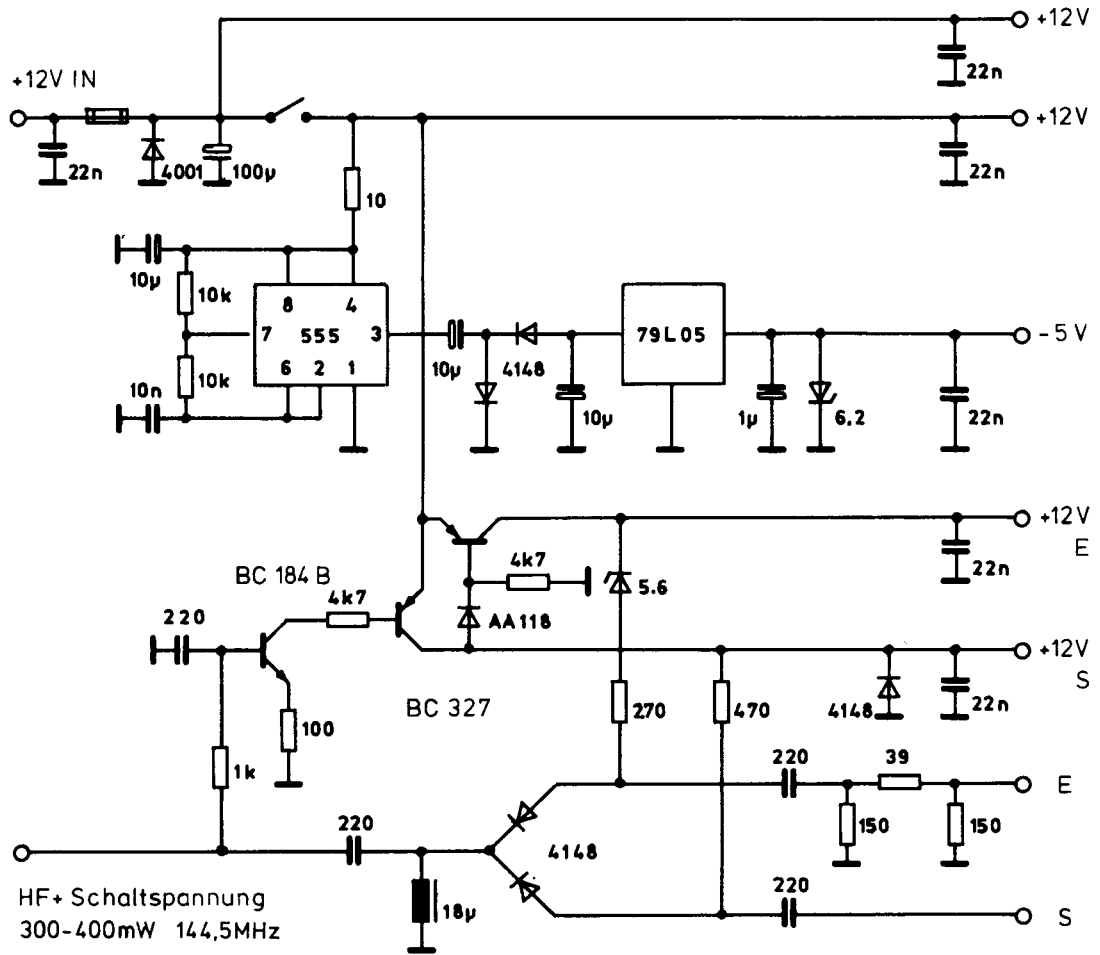 +12V
22n
+12V IN
+12V
22n
4001
100µ
22n
10
10µ
10k
8
4
7
555
3
10k
6
2
1
10n
10µ
4148
10µ
79L05
1µ
6.2
-5V
22n
+12V
E
22n
BC 184 B
4k7
4k7
5.6
AA118
220
+12V
S
22n
BC 327
100
270
470
4148
1k
220
39
E
150
150
220
4148
220
18µ
S
HF+ Schaltspannung
300-400mW 144,5MHz